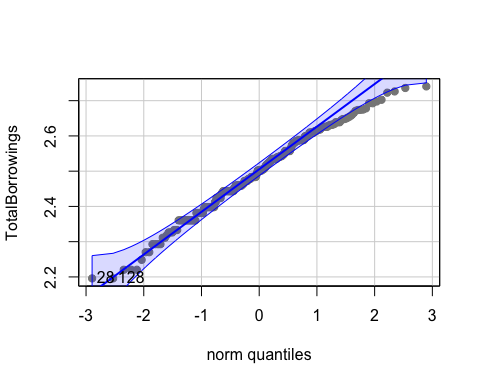 TotalBorrowings
2.6
2.4
2.2
28 128
-3 -2 -1 0 1 2 3
norm quantiles